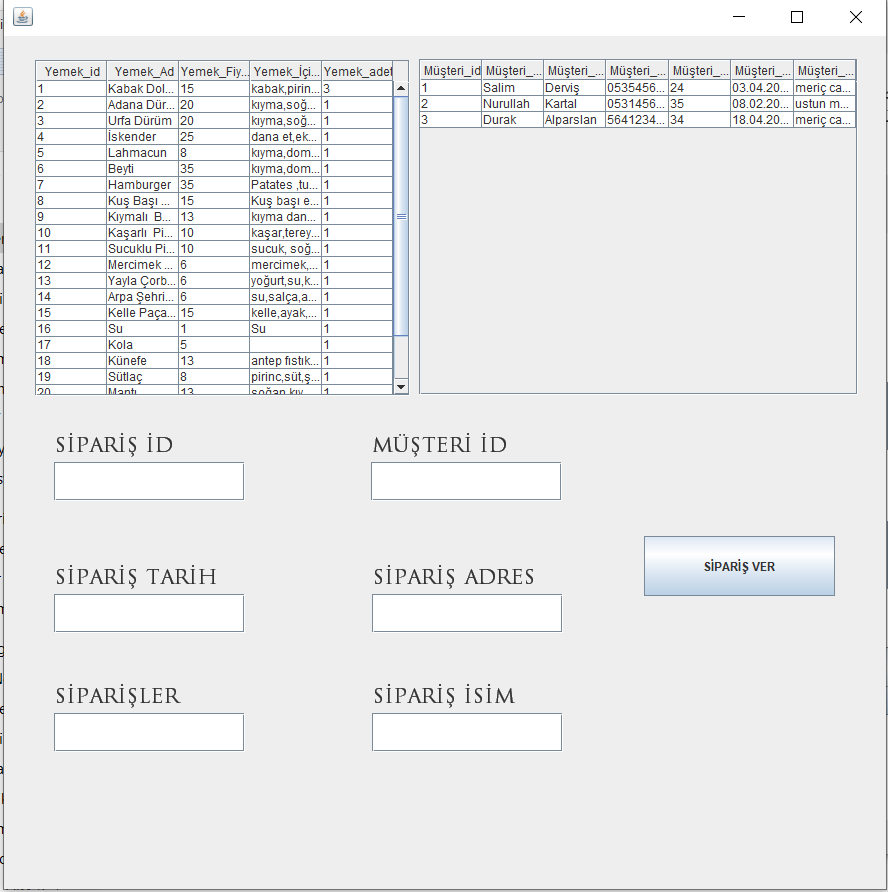 Yemek_id Yemek_Ad Yemek_Fiy... Yemek_İçi... Yemek_adet
1 Kabak Dol... 15 kabak,pirin... 3
2 Adana Dür... 20 kıyma,soğ... 1
3 Urfa Dürüm 20 kıyma,soğ... 1
4 İskender 25 dana et,ek... 1
5 Lahmacun 8 kıyma,dom... 1
6 Beyti 35 kıyma,dom... 1
7 Hamburger 35 Patates ,tu... 1
8 Kuş Başı ... 15 Kuş başı e... 1
9 Kıymalı B... 13 kıyma dan... 1
10 Kaşarlı Pi... 10 kaşar,terey... 1
11 Sucuklu Pi... 10 sucuk, soğ... 1
12 Mercimek ... 6 mercimek,... 1
13 Yayla Çorb... 6 yoğurt,su,k... 1
14 Arpa Şehri... 6 su,salça,a... 1
15 Kelle Paça... 15 kelle,ayak,... 1
16 Su 1 Su 1
17 Kola 5 1
18 Künefe 13 antep fıstık... 1
19 Sütlaç 8 pirinc,süt,ş... 1
20 Mantı 13 soğan,kıy... 1
Müşteri_id Müşteri_... Müşteri_... Müşteri_... Müşteri_... Müşteri_... Müşteri_...
1 Salim Derviş 0535456... 24 03.04.20... meriç ca...
2 Nurullah Kartal 0531456... 35 08.02.20... ustun m...
3 Durak Alparslan 5641234... 34 18.04.20... meriç ca...
SİPARİŞ İD
MÜŞTERİ İD
SİPARİŞ TARİH
SİPARİŞ ADRES
SİPARİŞ VER
SİPARİŞLER
SİPARİŞ İSİM